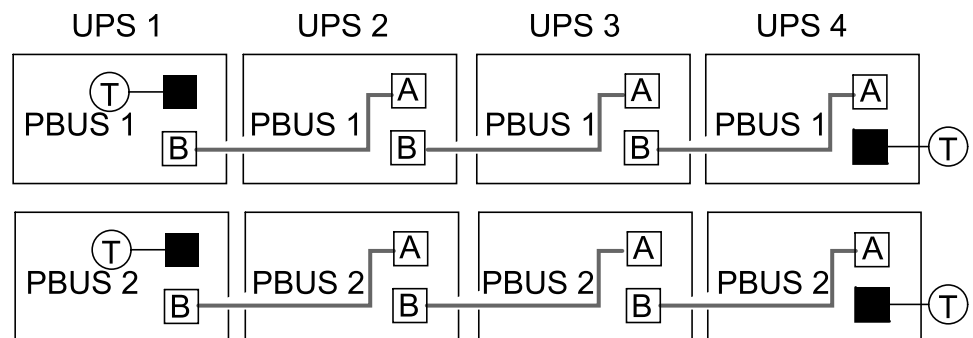 UPS 1 UPS 2 UPS 3 UPS 4
T A A A
PBUS 1 PBUS 1 PBUS 1 PBUS 1
B B B T
T A A A
PBUS 2 PBUS 2 PBUS 2 PBUS 2
B B B T